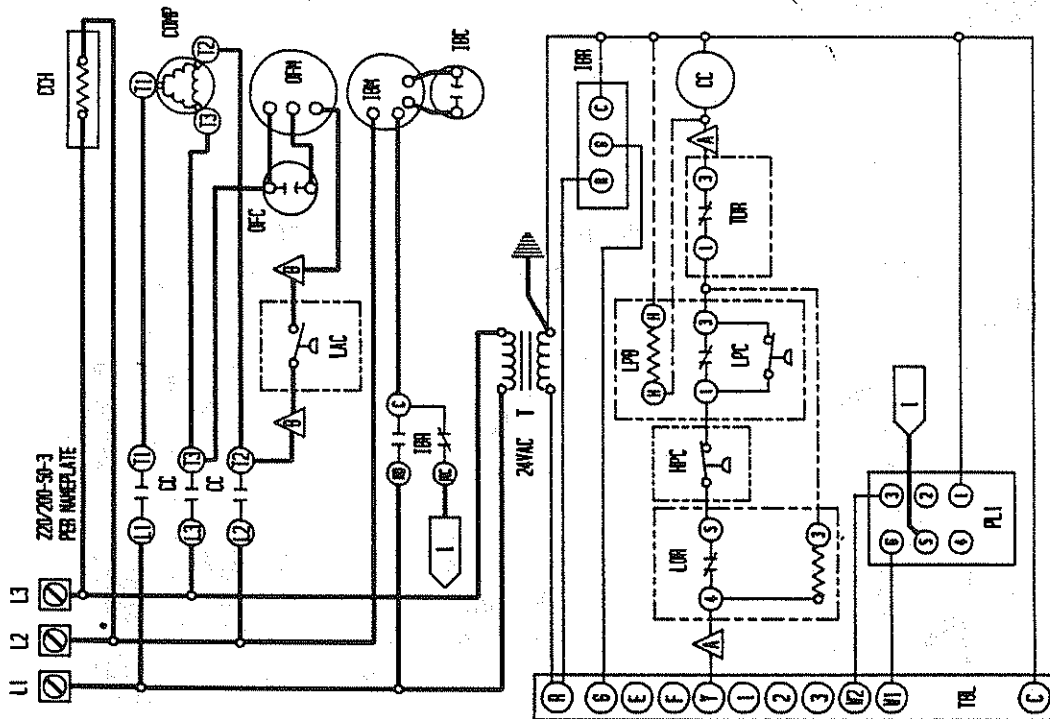 L1
L2
L3
220/200-50-3
PER NAMEPLATE
CCH
COMP
T1
T2
T3
L1
T1
L3
T3
CC
CC
L2
T2
OFM
OFC
B
LAC
B
IBM
IBC
C
IBR
NO
NC
1
24VAC T
IBR
R
G
C
CC
A
TDR
3
1
LPB
H
H
3
1
LPC
HPC
LOR
5
4
3
A
1
PL1
6
3
5
2
4
1
R
G
E
F
Y
1
2
3
W2
W1
TBL
C